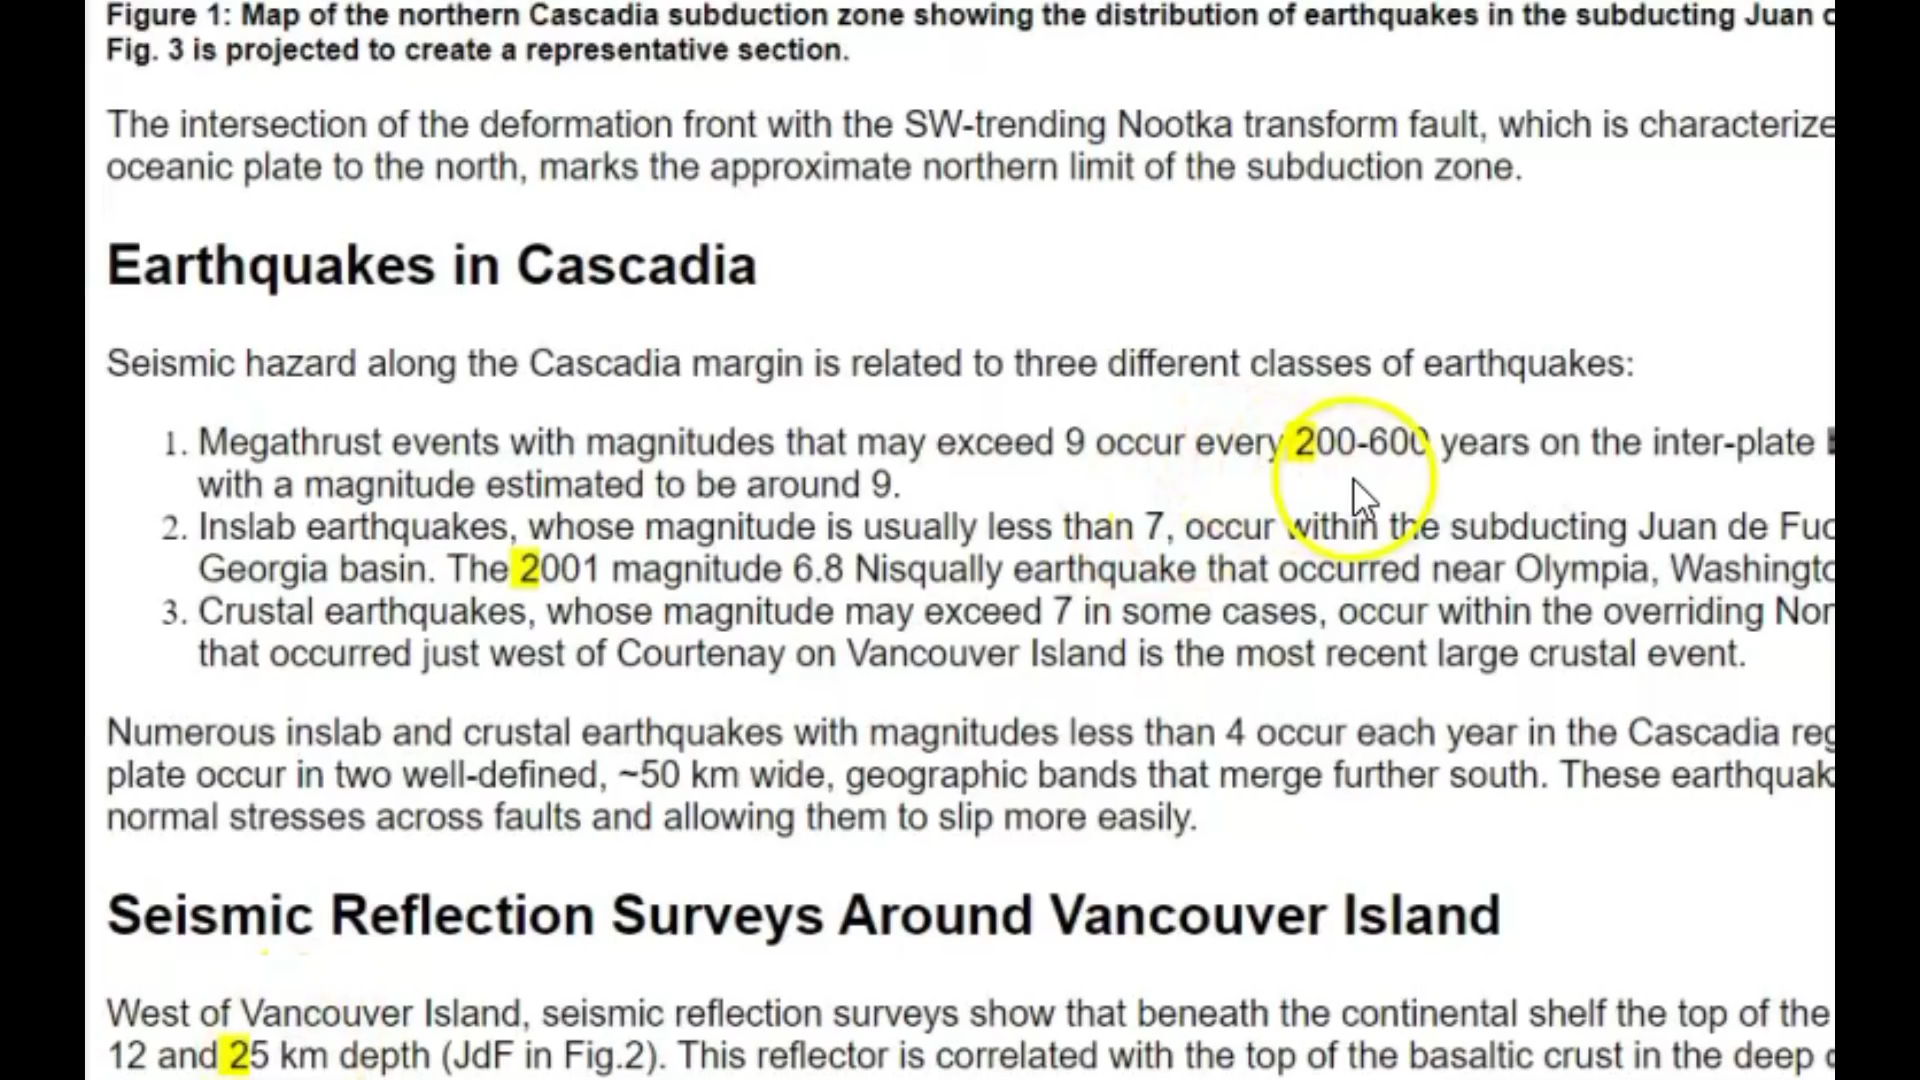 Figure 1: Map of the northern Cascadia subduction zone showing the distribution of earthquakes in the subducting Juan
Fig. 3 is projected to create a representative section.
The intersection of the deformation front with the SW-trending Nootka transform fault, which is characterize
oceanic plate to the north, marks the approximate northern limit of the subduction zone.
Earthquakes in Cascadia
Seismic hazard along the Cascadia margin is related to three different classes of earthquakes:
1. Megathrust events with magnitudes that may exceed 9 occur every 200-600 years on the inter-plate
with a magnitude estimated to be around 9.
2. Inslab earthquakes, whose magnitude is usually less than 7, occur within the subducting Juan de Fuc
Georgia basin. The 2001 magnitude 6.8 Nisqually earthquake that occurred near Olympia, Washingto
3. Crustal earthquakes, whose magnitude may exceed 7 in some cases, occur within the overriding Nor
that occurred just west of Courtenay on Vancouver Island is the most recent large crustal event.
Numerous inslab and crustal earthquakes with magnitudes less than 4 occur each year in the Cascadia reg
plate occur in two well-defined, ~50 km wide, geographic bands that merge further south. These earthquak
normal stresses across faults and allowing them to slip more easily.
Seismic Reflection Surveys Around Vancouver Island
West of Vancouver Island, seismic reflection surveys show that beneath the continental shelf the top of the
12 and 25 km depth (JdF in Fig.2). This reflector is correlated with the top of the basaltic crust in the deep